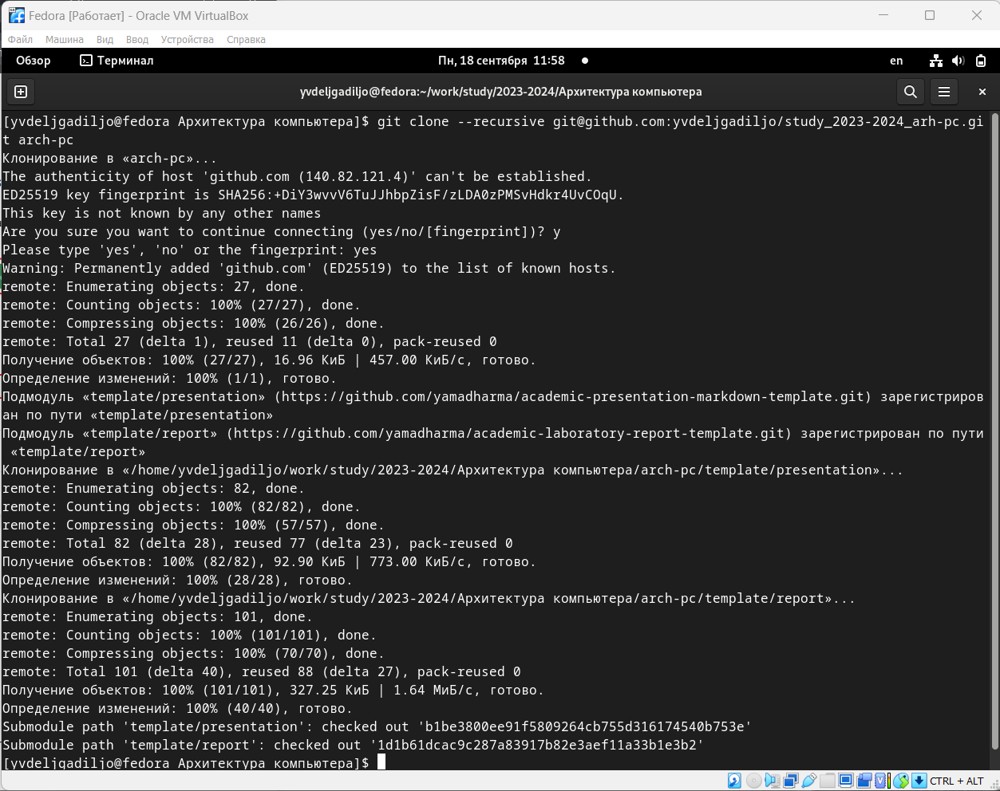 Fedora [Работает] - Oracle VM VirtualBox
Файл Машина Вид Ввод Устройства Справка
Обзор Терминал Пн, 18 сентября 11:58 en
yvdeljgadiljo@fedora:~/work/study/2023-2024/Архитектура компьютера
[yvdeljgadiljo@fedora Архитектура компьютера]$ git clone --recursive git@github.com:yvdeljgadiljo/study_2023-2024_arh-pc.gi
t arch-pc
Клонирование в «arch-pc»...
The authenticity of host 'github.com (140.82.121.4)' can't be established.
ED25519 key fingerprint is SHA256:+DiY3wvvV6TuJJhbpZisF/zLDA0zPMSvHdkr4UvCOqU.
This key is not known by any other names
Are you sure you want to continue connecting (yes/no/[fingerprint])? y
Please type 'yes', 'no' or the fingerprint: yes
Warning: Permanently added 'github.com' (ED25519) to the list of known hosts.
remote: Enumerating objects: 27, done.
remote: Counting objects: 100% (27/27), done.
remote: Compressing objects: 100% (26/26), done.
remote: Total 27 (delta 1), reused 11 (delta 0), pack-reused 0
Получение объектов: 100% (27/27), 16.96 КиБ | 457.00 КиБ/с, готово.
Определение изменений: 100% (1/1), готово.
Подмодуль «template/presentation» (https://github.com/yamadharma/academic-presentation-markdown-template.git) зарегистриров
ан по пути «template/presentation»
Подмодуль «template/report» (https://github.com/yamadharma/academic-laboratory-report-template.git) зарегистрирован по пути
«template/report»
Клонирование в «/home/yvdeljgadiljo/work/study/2023-2024/Архитектура компьютера/arch-pc/template/presentation»...
remote: Enumerating objects: 82, done.
remote: Counting objects: 100% (82/82), done.
remote: Compressing objects: 100% (57/57), done.
remote: Total 82 (delta 28), reused 77 (delta 23), pack-reused 0
Получение объектов: 100% (82/82), 92.90 КиБ | 773.00 КиБ/с, готово.
Определение изменений: 100% (28/28), готово.
Клонирование в «/home/yvdeljgadiljo/work/study/2023-2024/Архитектура компьютера/arch-pc/template/report»...
remote: Enumerating objects: 101, done.
remote: Counting objects: 100% (101/101), done.
remote: Compressing objects: 100% (70/70), done.
remote: Total 101 (delta 40), reused 88 (delta 27), pack-reused 0
Получение объектов: 100% (101/101), 327.25 КиБ | 1.64 МиБ/с, готово.
Определение изменений: 100% (40/40), готово.
Submodule path 'template/presentation': checked out 'b1be3800ee91f5809264cb755d316174540b753e'
Submodule path 'template/report': checked out '1d1b61dcac9c287a83917b82e3aef11a33b1e3b2'
[yvdeljgadiljo@fedora Архитектура компьютера]$
CTRL + ALT